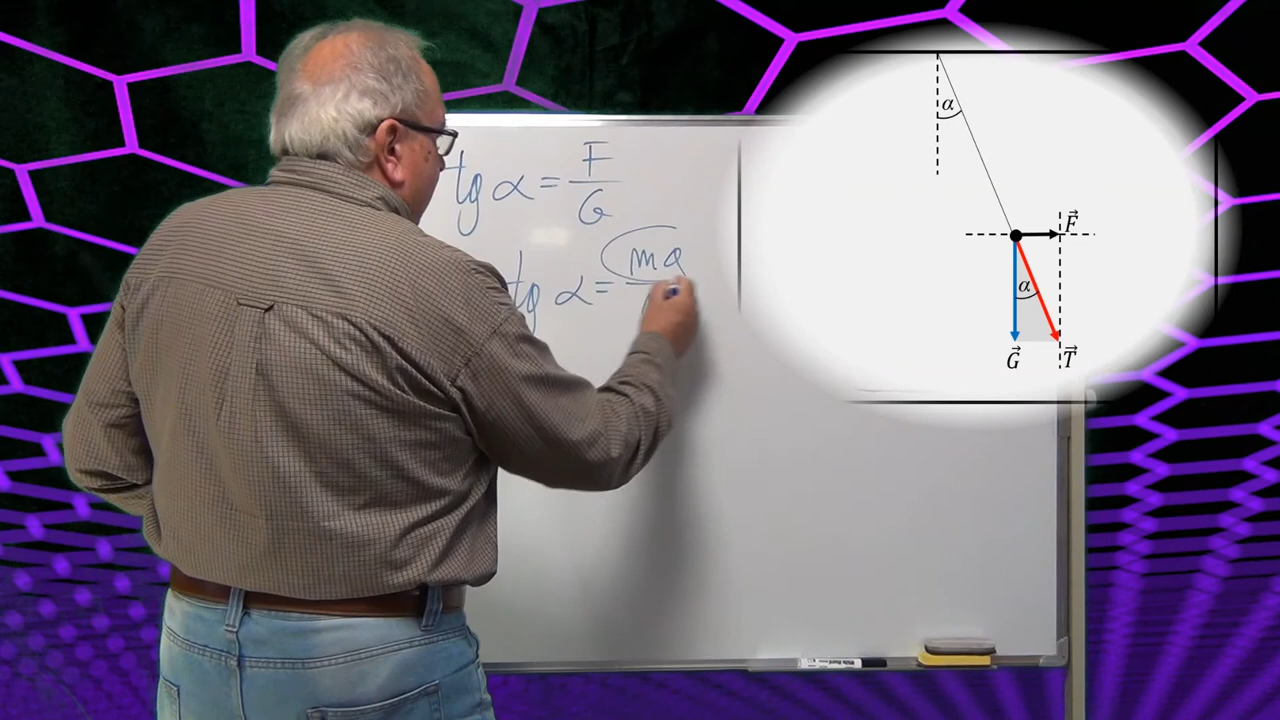 tg α = F/G
tg α = ma
α
F⃗
α
G⃗ T⃗